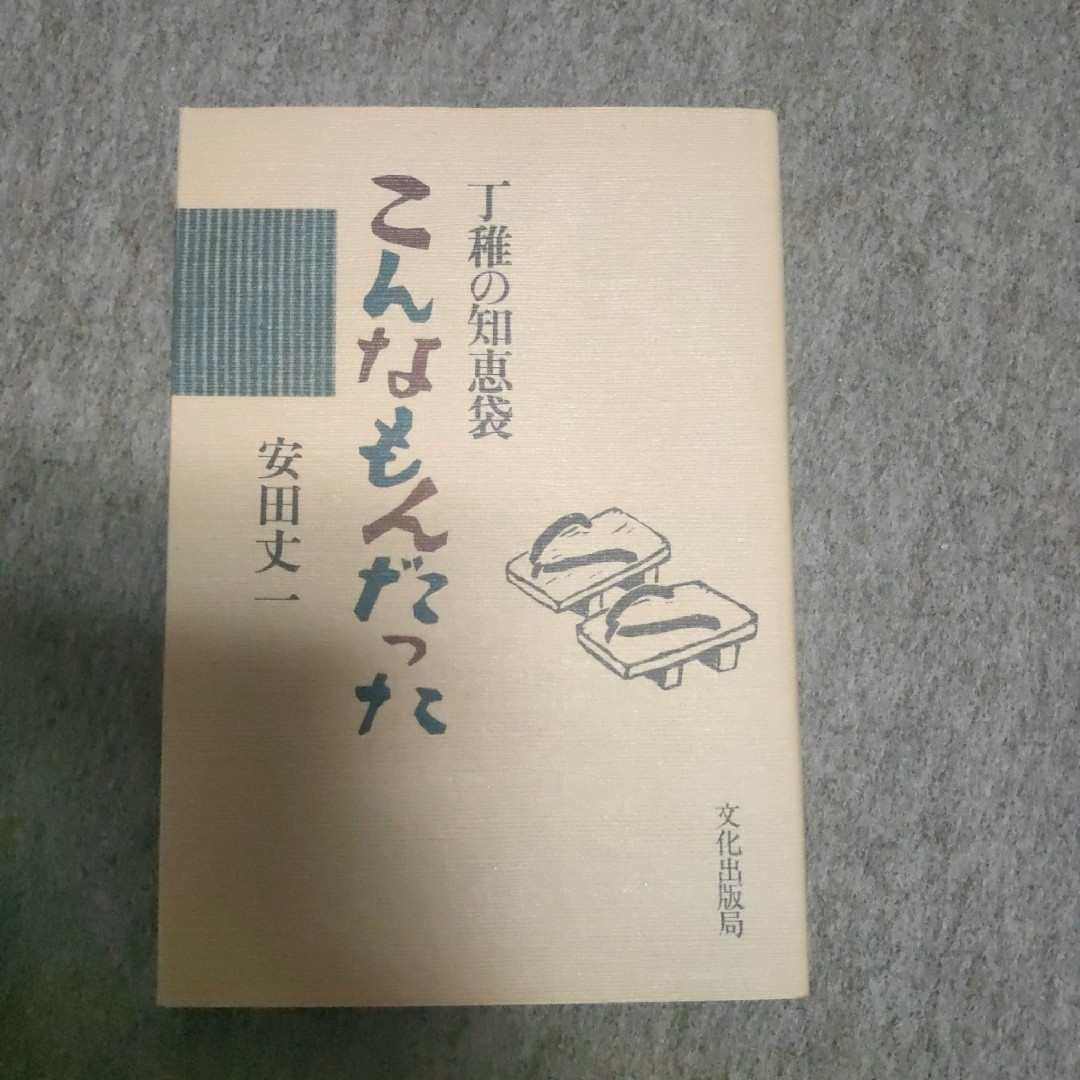 丁稚の知恵袋
こんなもんだった
安田丈一
文化出版局